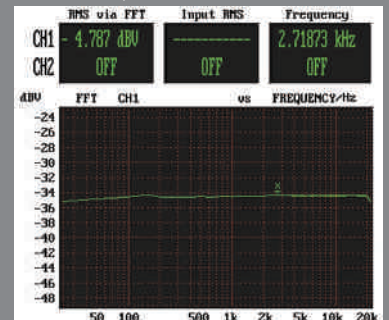 RMS via FFT Input RMS Frequency
CH1 - 4.787 dBV ---------- 2.71873 kHz
CH2 OFF OFF OFF
dBV FFT CH1 vs FREQUENCY/Hz
-24
-26
-28
-30
-32
-34
-36
-38
-40
-42
-44
-46
-48
50 100 500 1k 2k 5k 10k 20k